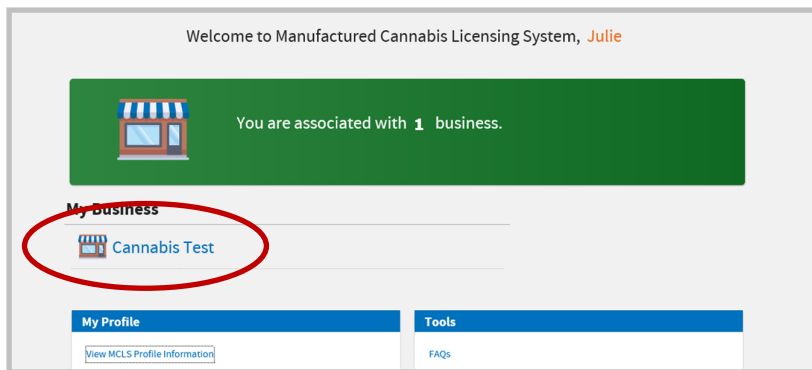 Welcome to Manufactured Cannabis Licensing System, Julie
You are associated with 1 business.
My Business
Cannabis Test
My Profile
Tools
View MCLS Profile Information
FAQs